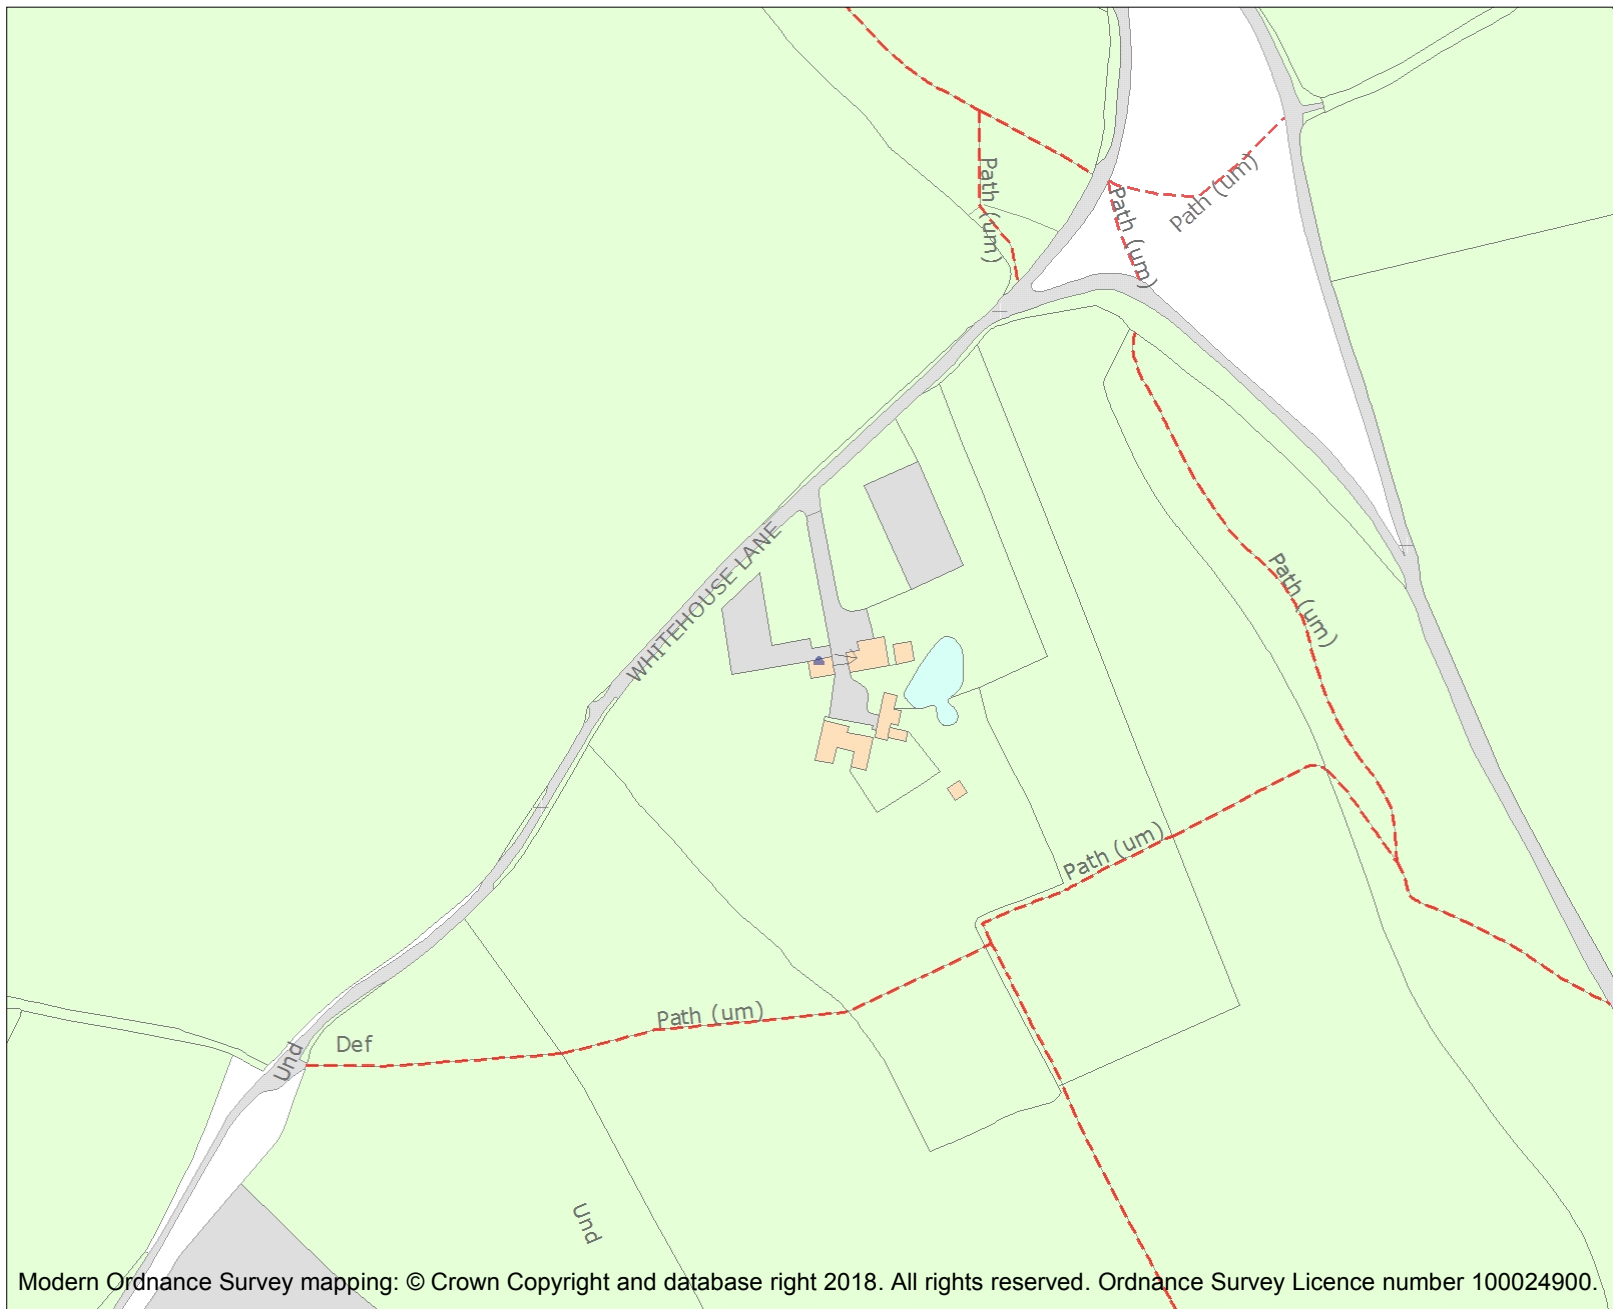 Path (um)
Path (um)
Path (um)
WHITEHOUSE LANE
Path (um)
Path (um)
Path (um)
Def
Und
Und
Modern Ordnance Survey mapping: © Crown Copyright and database right 2018. All rights reserved. Ordnance Survey Licence number 100024900.